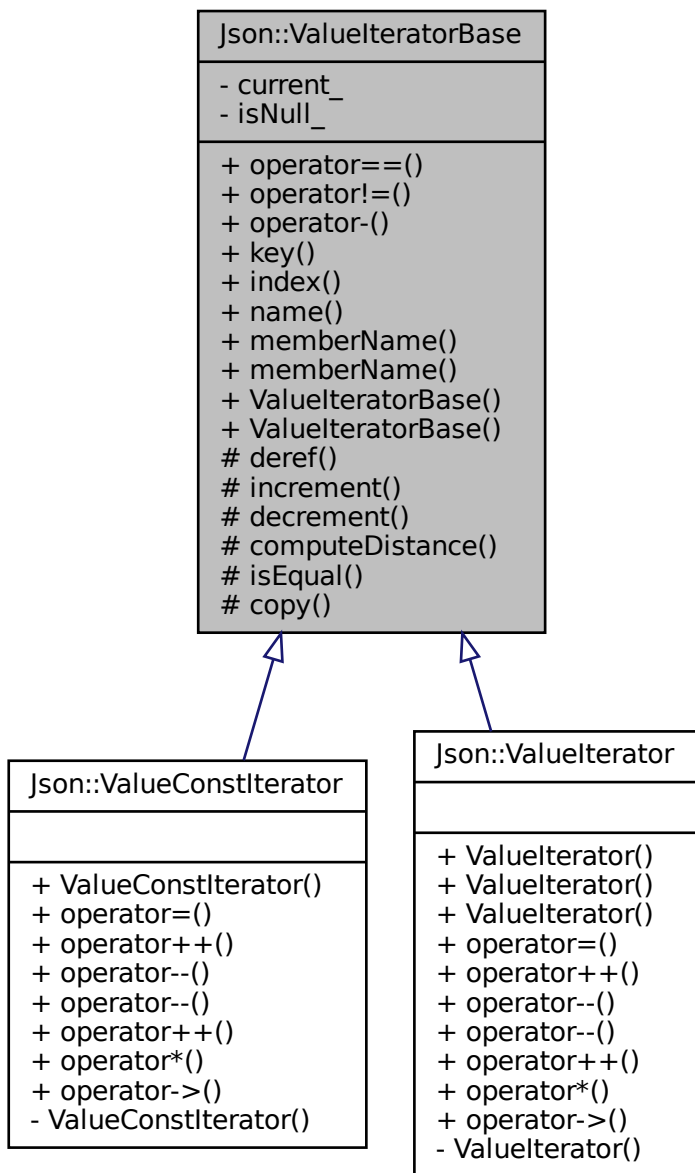 Json::ValueIteratorBase
- current_
- isNull_
+ operator==()
+ operator!=()
+ operator-()
+ key()
+ index()
+ name()
+ memberName()
+ memberName()
+ ValueIteratorBase()
+ ValueIteratorBase()
# deref()
# increment()
# decrement()
# computeDistance()
# isEqual()
# copy()
Json::ValueConstIterator
+ ValueConstIterator()
+ operator=()
+ operator++()
+ operator--()
+ operator--()
+ operator++()
+ operator*()
+ operator->()
- ValueConstIterator()
Json::ValueIterator
+ ValueIterator()
+ ValueIterator()
+ ValueIterator()
+ operator=()
+ operator++()
+ operator--()
+ operator--()
+ operator++()
+ operator*()
+ operator->()
- ValueIterator()